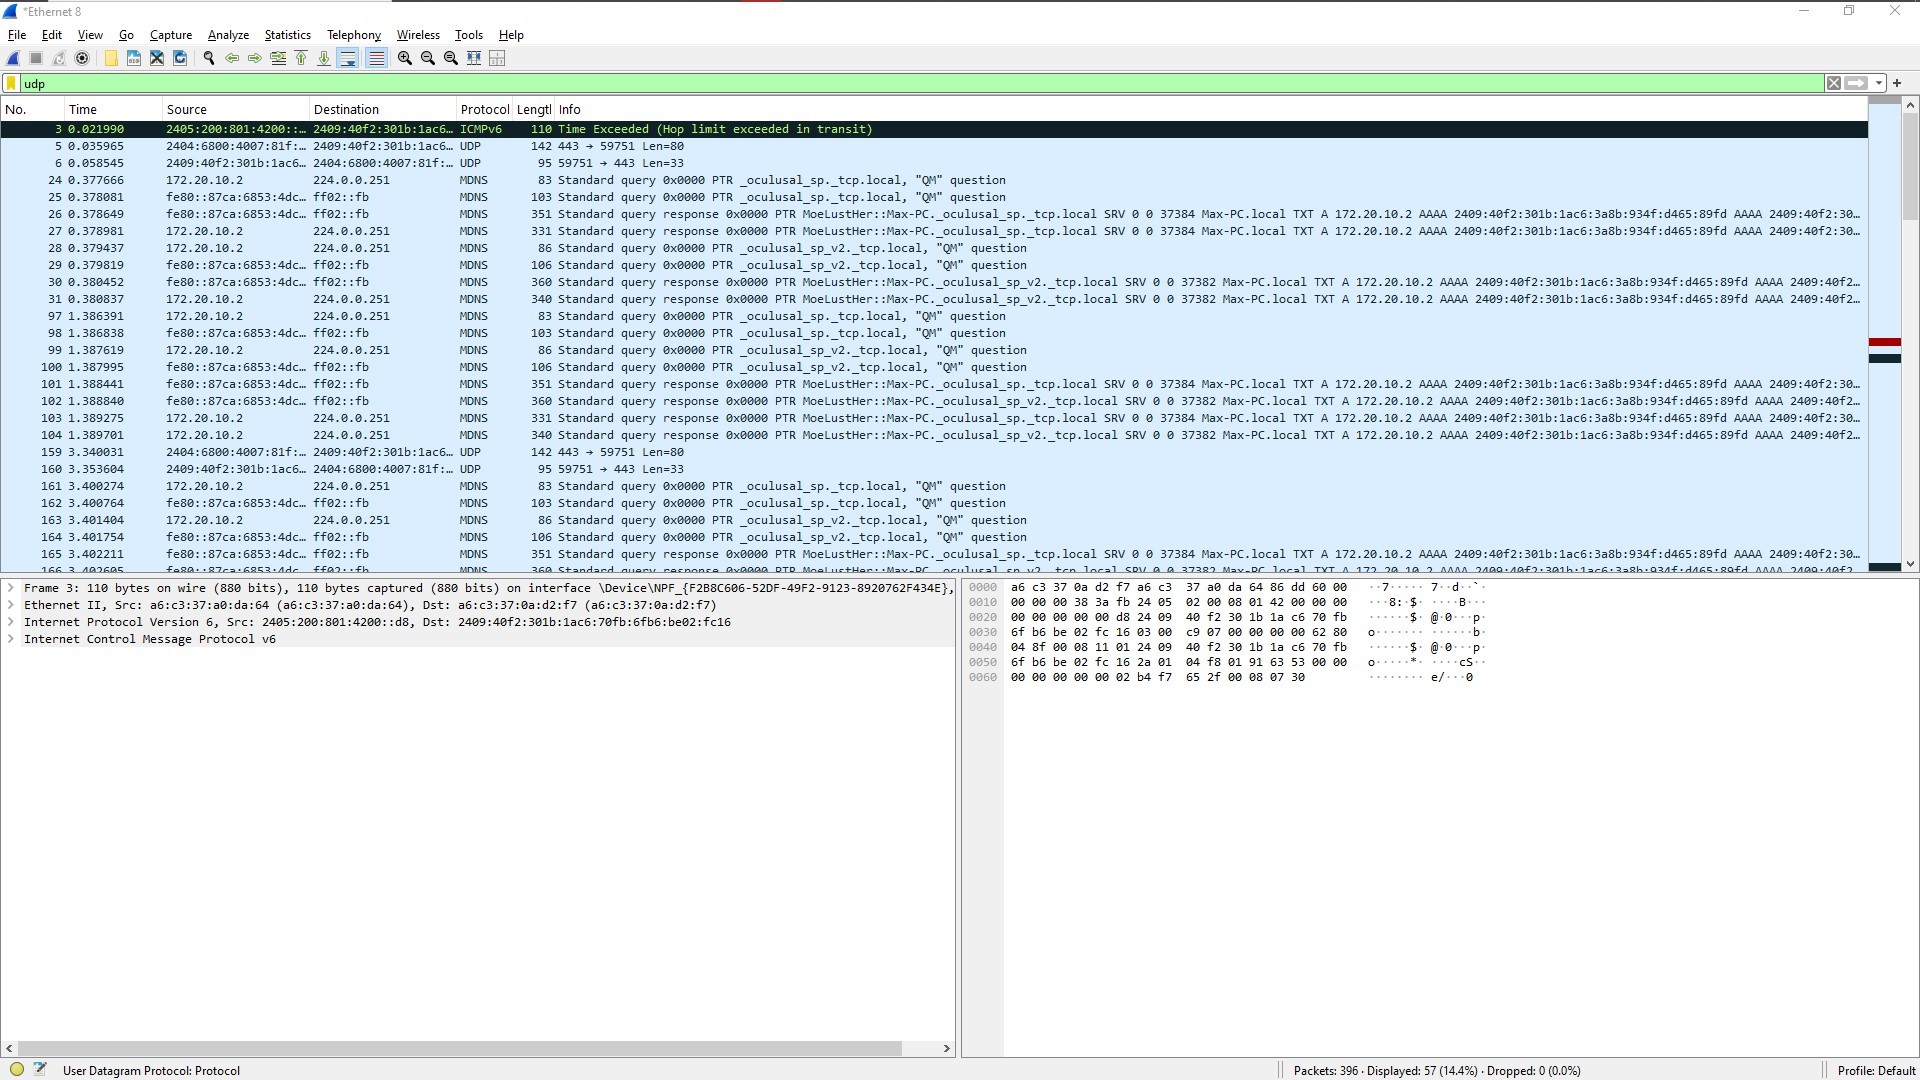 *Ethernet 8
File Edit View Go Capture Analyze Statistics Telephony Wireless Tools Help
udp
No. Time Source Destination Protocol Lengtl Info
3 0.021990 2405:200:801:4200::… 2409:40f2:301b:1ac6… ICMPv6 110 Time Exceeded (Hop limit exceeded in transit)
5 0.035965 2404:6800:4007:81f:… 2409:40f2:301b:1ac6… UDP 142 443 → 59751 Len=80
6 0.058545 2409:40f2:301b:1ac6… 2404:6800:4007:81f:… UDP 95 59751 → 443 Len=33
24 0.377666 172.20.10.2 224.0.0.251 MDNS 83 Standard query 0x0000 PTR _oculusal_sp._tcp.local, "QM" question
25 0.378081 fe80::87ca:6853:4dc… ff02::fb MDNS 103 Standard query 0x0000 PTR _oculusal_sp._tcp.local, "QM" question
26 0.378649 fe80::87ca:6853:4dc… ff02::fb MDNS 351 Standard query response 0x0000 PTR MoeLustHer::Max-PC._oculusal_sp._tcp.local SRV 0 0 37384 Max-PC.local TXT A 172.20.10.2 AAAA 2409:40f2:301b:1ac6:3a8b:934f:d465:89fd AAAA 2409:40f2:30…
27 0.378981 172.20.10.2 224.0.0.251 MDNS 331 Standard query response 0x0000 PTR MoeLustHer::Max-PC._oculusal_sp._tcp.local SRV 0 0 37384 Max-PC.local TXT A 172.20.10.2 AAAA 2409:40f2:301b:1ac6:3a8b:934f:d465:89fd AAAA 2409:40f2:30…
28 0.379437 172.20.10.2 224.0.0.251 MDNS 86 Standard query 0x0000 PTR _oculusal_sp_v2._tcp.local, "QM" question
29 0.379819 fe80::87ca:6853:4dc… ff02::fb MDNS 106 Standard query 0x0000 PTR _oculusal_sp_v2._tcp.local, "QM" question
30 0.380452 fe80::87ca:6853:4dc… ff02::fb MDNS 360 Standard query response 0x0000 PTR MoeLustHer::Max-PC._oculusal_sp_v2._tcp.local SRV 0 0 37382 Max-PC.local TXT A 172.20.10.2 AAAA 2409:40f2:301b:1ac6:3a8b:934f:d465:89fd AAAA 2409:40f2…
31 0.380837 172.20.10.2 224.0.0.251 MDNS 340 Standard query response 0x0000 PTR MoeLustHer::Max-PC._oculusal_sp_v2._tcp.local SRV 0 0 37382 Max-PC.local TXT A 172.20.10.2 AAAA 2409:40f2:301b:1ac6:3a8b:934f:d465:89fd AAAA 2409:40f2…
97 1.386391 172.20.10.2 224.0.0.251 MDNS 83 Standard query 0x0000 PTR _oculusal_sp._tcp.local, "QM" question
98 1.386838 fe80::87ca:6853:4dc… ff02::fb MDNS 103 Standard query 0x0000 PTR _oculusal_sp._tcp.local, "QM" question
99 1.387619 172.20.10.2 224.0.0.251 MDNS 86 Standard query 0x0000 PTR _oculusal_sp_v2._tcp.local, "QM" question
100 1.387995 fe80::87ca:6853:4dc… ff02::fb MDNS 106 Standard query 0x0000 PTR _oculusal_sp_v2._tcp.local, "QM" question
101 1.388441 fe80::87ca:6853:4dc… ff02::fb MDNS 351 Standard query response 0x0000 PTR MoeLustHer::Max-PC._oculusal_sp._tcp.local SRV 0 0 37384 Max-PC.local TXT A 172.20.10.2 AAAA 2409:40f2:301b:1ac6:3a8b:934f:d465:89fd AAAA 2409:40f2:30…
102 1.388840 fe80::87ca:6853:4dc… ff02::fb MDNS 360 Standard query response 0x0000 PTR MoeLustHer::Max-PC._oculusal_sp_v2._tcp.local SRV 0 0 37382 Max-PC.local TXT A 172.20.10.2 AAAA 2409:40f2:301b:1ac6:3a8b:934f:d465:89fd AAAA 2409:40f2…
103 1.389275 172.20.10.2 224.0.0.251 MDNS 331 Standard query response 0x0000 PTR MoeLustHer::Max-PC._oculusal_sp._tcp.local SRV 0 0 37384 Max-PC.local TXT A 172.20.10.2 AAAA 2409:40f2:301b:1ac6:3a8b:934f:d465:89fd AAAA 2409:40f2:30…
104 1.389701 172.20.10.2 224.0.0.251 MDNS 340 Standard query response 0x0000 PTR MoeLustHer::Max-PC._oculusal_sp_v2._tcp.local SRV 0 0 37382 Max-PC.local TXT A 172.20.10.2 AAAA 2409:40f2:301b:1ac6:3a8b:934f:d465:89fd AAAA 2409:40f2…
159 3.340031 2404:6800:4007:81f:… 2409:40f2:301b:1ac6… UDP 142 443 → 59751 Len=80
160 3.353604 2409:40f2:301b:1ac6… 2404:6800:4007:81f:… UDP 95 59751 → 443 Len=33
161 3.400274 172.20.10.2 224.0.0.251 MDNS 83 Standard query 0x0000 PTR _oculusal_sp._tcp.local, "QM" question
162 3.400764 fe80::87ca:6853:4dc… ff02::fb MDNS 103 Standard query 0x0000 PTR _oculusal_sp._tcp.local, "QM" question
163 3.401404 172.20.10.2 224.0.0.251 MDNS 86 Standard query 0x0000 PTR _oculusal_sp_v2._tcp.local, "QM" question
164 3.401754 fe80::87ca:6853:4dc… ff02::fb MDNS 106 Standard query 0x0000 PTR _oculusal_sp_v2._tcp.local, "QM" question
165 3.402211 fe80::87ca:6853:4dc… ff02::fb MDNS 351 Standard query response 0x0000 PTR MoeLustHer::Max-PC._oculusal_sp._tcp.local SRV 0 0 37384 Max-PC.local TXT A 172.20.10.2 AAAA 2409:40f2:301b:1ac6:3a8b:934f:d465:89fd AAAA 2409:40f2:30…
Frame 3: 110 bytes on wire (880 bits), 110 bytes captured (880 bits) on interface \Device\NPF_{F2B8C606-52DF-49F2-9123-8920762F434E},
Ethernet II, Src: a6:c3:37:a0:da:64 (a6:c3:37:a0:da:64), Dst: a6:c3:37:0a:d2:f7 (a6:c3:37:0a:d2:f7)
Internet Protocol Version 6, Src: 2405:200:801:4200::d8, Dst: 2409:40f2:301b:1ac6:70fb:6fb6:be02:fc16
Internet Control Message Protocol v6
0000 a6 c3 37 0a d2 f7 a6 c3 37 a0 da 64 86 dd 60 00 ··7····· 7··d··`·
0010 00 00 00 38 3a fb 24 05 02 00 08 01 42 00 00 00 ···8:·$· ····B···
0020 00 00 00 00 00 d8 24 09 40 f2 30 1b 1a c6 70 fb ······$· @·0···p·
0030 6f b6 be 02 fc 16 03 00 c9 07 00 00 00 00 62 80 o······· ······b·
0040 04 8f 00 08 11 01 24 09 40 f2 30 1b 1a c6 70 fb ······$· @·0···p·
0050 6f b6 be 02 fc 16 2a 01 04 f8 01 91 63 53 00 00 o·····*· ····cS··
0060 00 00 00 00 00 02 b4 f7 65 2f 00 08 07 30 ········ e/···0
User Datagram Protocol: Protocol
Packets: 396 · Displayed: 57 (14.4%) · Dropped: 0 (0.0%)
Profile: Default